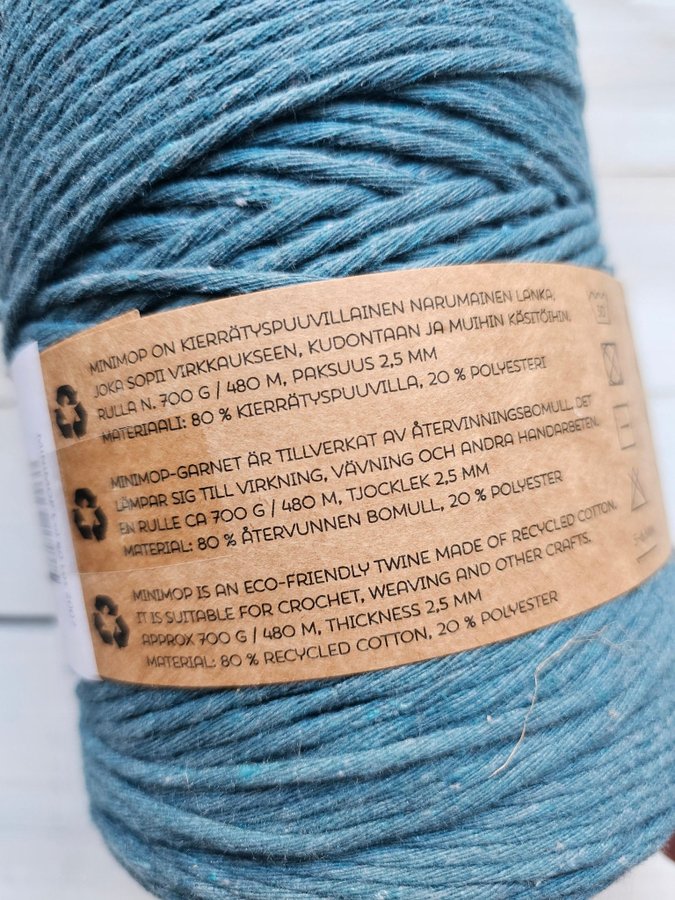 MINIMOP ON KIERRÄTYSPUUVILLAINEN NARUMAINEN LANKA,
JOKA SOPII VIRKKAUKSEEN, KUDONTAAN JA MUIHIN KÄSITÖIHIN.
RULLA N. 700 G / 480 M, PAKSUUS 2,5 MM
MATERIAALI: 80 % KIERRÄTYSPUUVILLA, 20 % POLYESTERI
MINIMOP-GARNET ÄR TILLVERKAT AV ÅTERVINNINGSBOMULL. DET
LÄMPAR SIG TILL VIRKNING, VÄVNING OCH ANDRA HANDARBETEN.
EN RULLE CA 700 G / 480 M, TJOCKLEK 2,5 MM
MATERIAL: 80 % ÅTERVUNNEN BOMULL, 20 % POLYESTER
MINIMOP IS AN ECO-FRIENDLY TWINE MADE OF RECYCLED COTTON.
IT IS SUITABLE FOR CROCHET, WEAVING AND OTHER CRAFTS.
APPROX 700 G / 480 M, THICKNESS 2,5 MM
MATERIAL: 80 % RECYCLED COTTON, 20 % POLYESTER
30